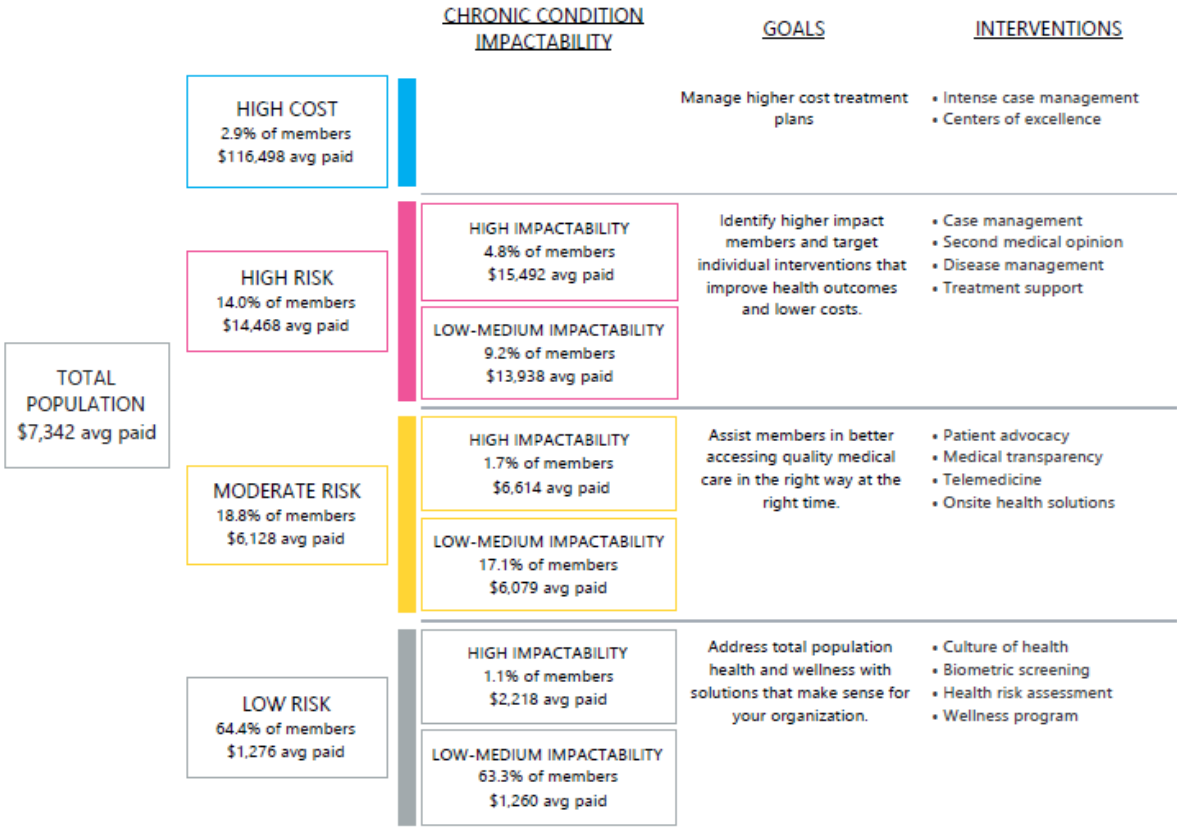 CHRONIC CONDITION
IMPACTABILITY
GOALS
INTERVENTIONS
TOTAL
POPULATION
$7,342 avg paid
HIGH COST
2.9% of members
$116,498 avg paid
Manage higher cost treatment
plans
• Intense case management
• Centers of excellence
HIGH RISK
14.0% of members
$14,468 avg paid
HIGH IMPACTABILITY
4.8% of members
$15,492 avg paid
LOW-MEDIUM IMPACTABILITY
9.2% of members
$13,938 avg paid
Identify higher impact
members and target
individual interventions that
improve health outcomes
and lower costs.
• Case management
• Second medical opinion
• Disease management
• Treatment support
MODERATE RISK
18.8% of members
$6,128 avg paid
HIGH IMPACTABILITY
1.7% of members
$6,614 avg paid
LOW-MEDIUM IMPACTABILITY
17.1% of members
$6,079 avg paid
Assist members in better
accessing quality medical
care in the right way at the
right time.
• Patient advocacy
• Medical transparency
• Telemedicine
• Onsite health solutions
LOW RISK
64.4% of members
$1,276 avg paid
HIGH IMPACTABILITY
1.1% of members
$2,218 avg paid
LOW-MEDIUM IMPACTABILITY
63.3% of members
$1,260 avg paid
Address total population
health and wellness with
solutions that make sense for
your organization.
• Culture of health
• Biometric screening
• Health risk assessment
• Wellness program